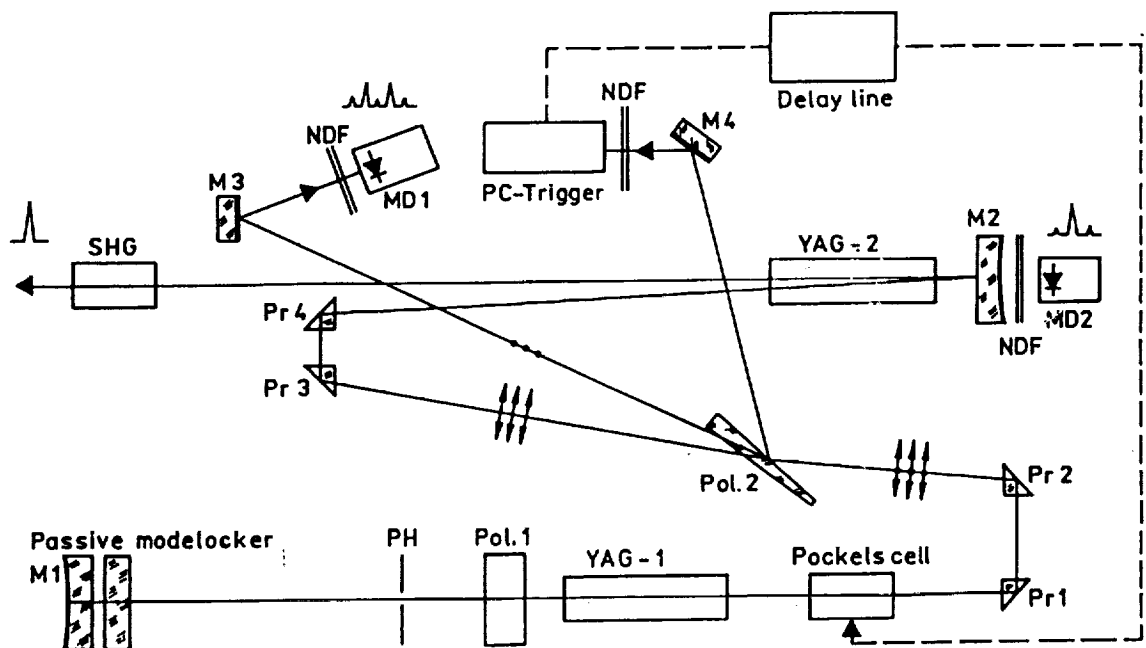 Delay line
NDF
M4
NDF
PC-Trigger
MD1
M3
M2
SHG
YAG-2
Pr 4
MD2
NDF
Pr 3
Pol.2
Pr 2
Passive modelocker
PH
Pol.1
YAG-1
Pockets cell
M1
Pr1